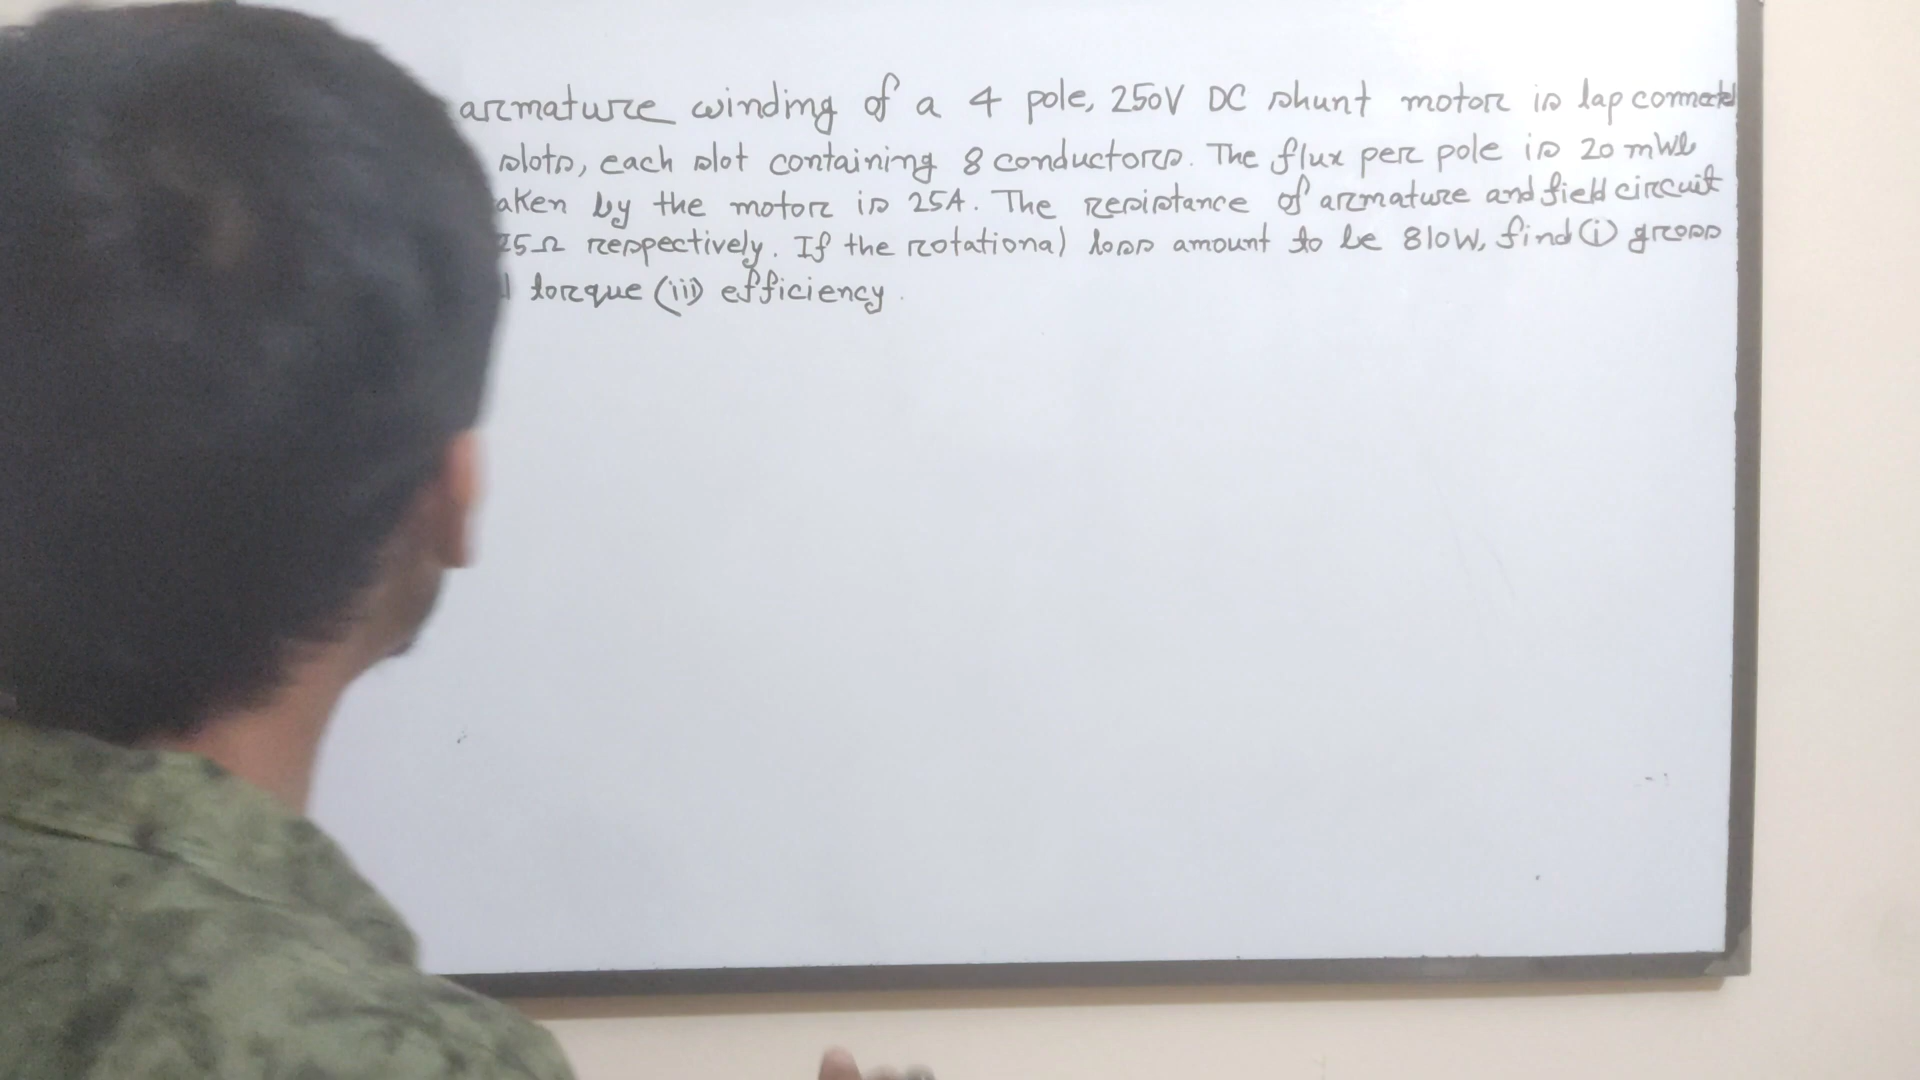 armature winding of a 4 pole, 250V DC shunt motor is lap connected
slots, each slot containing 8 conductors. The flux per pole is 20 mWb
aken by the motor is 25A. The resistance of armature and field circuit
25Ω respectively. If the rotational loss amount to be 810W, find (i) gross
torque (iii) efficiency.